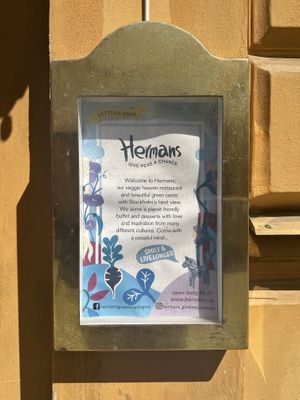 Hermans
GIVE PEAS A CHANCE
Welcome to Hermans,
our veggie heaven restaurant
and beautiful green oasis
with Stockholm's best view.
We serve a planet friendly
buffet and desserts with love
and inspiration from many
different cultures. Come with
a peaceful mind...
SMILE &
LIVE LONGER
open daily
www.hermans.se